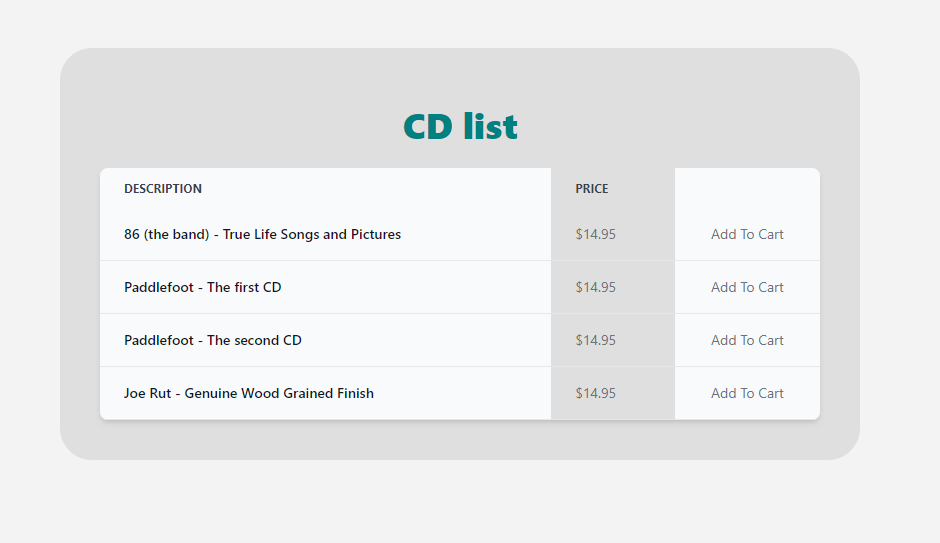 CD list
DESCRIPTION PRICE
86 (the band) - True Life Songs and Pictures $14.95 Add To Cart
Paddlefoot - The first CD $14.95 Add To Cart
Paddlefoot - The second CD $14.95 Add To Cart
Joe Rut - Genuine Wood Grained Finish $14.95 Add To Cart